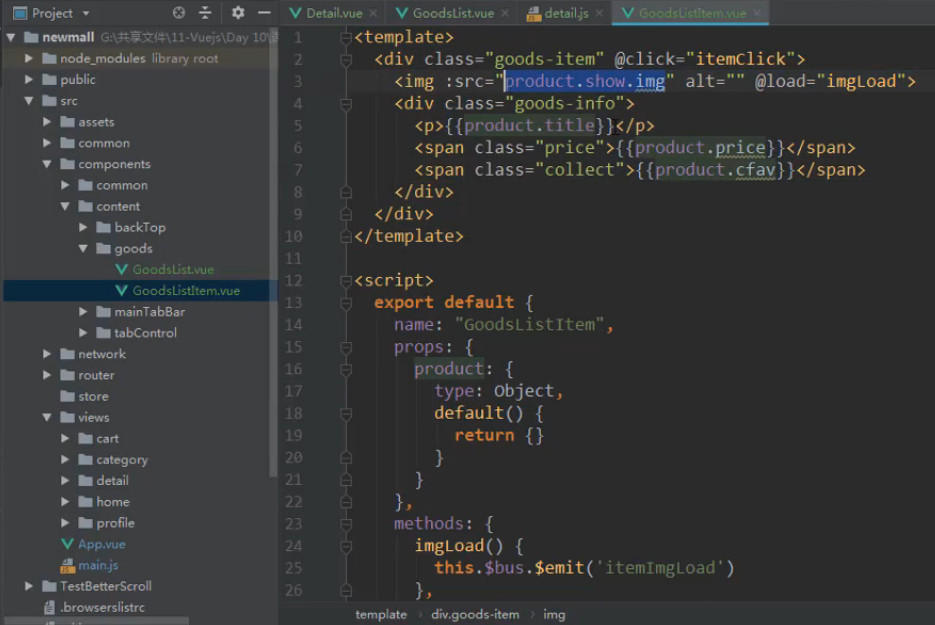 Project
Detail.vue
GoodsList.vue
detail.js
GoodsListItem.vue
newmall G:\共享文件\11-Vuejs\Day 10\
node_modules library root
public
src
assets
common
components
common
content
backTop
goods
GoodsList.vue
GoodsListItem.vue
mainTabBar
tabControl
network
router
store
views
cart
category
detail
home
profile
App.vue
main.js
TestBetterScroll
.browserslistrc
1 <template>
2 <div class="goods-item" @click="itemClick">
3 <img :src="product.show.img" alt="" @load="imgLoad">
4 <div class="goods-info">
5 <p>{{product.title}}</p>
6 <span class="price">{{product.price}}</span>
7 <span class="collect">{{product.cfav}}</span>
8 </div>
9 </div>
10 </template>
11
12 <script>
13 export default {
14 name: "GoodsListItem",
15 props: {
16 product: {
17 type: Object,
18 default() {
19 return {}
20 }
21 }
22 },
23 methods: {
24 imgLoad() {
25 this.$bus.$emit('itemImgLoad')
26 },
template
div.goods-item
img